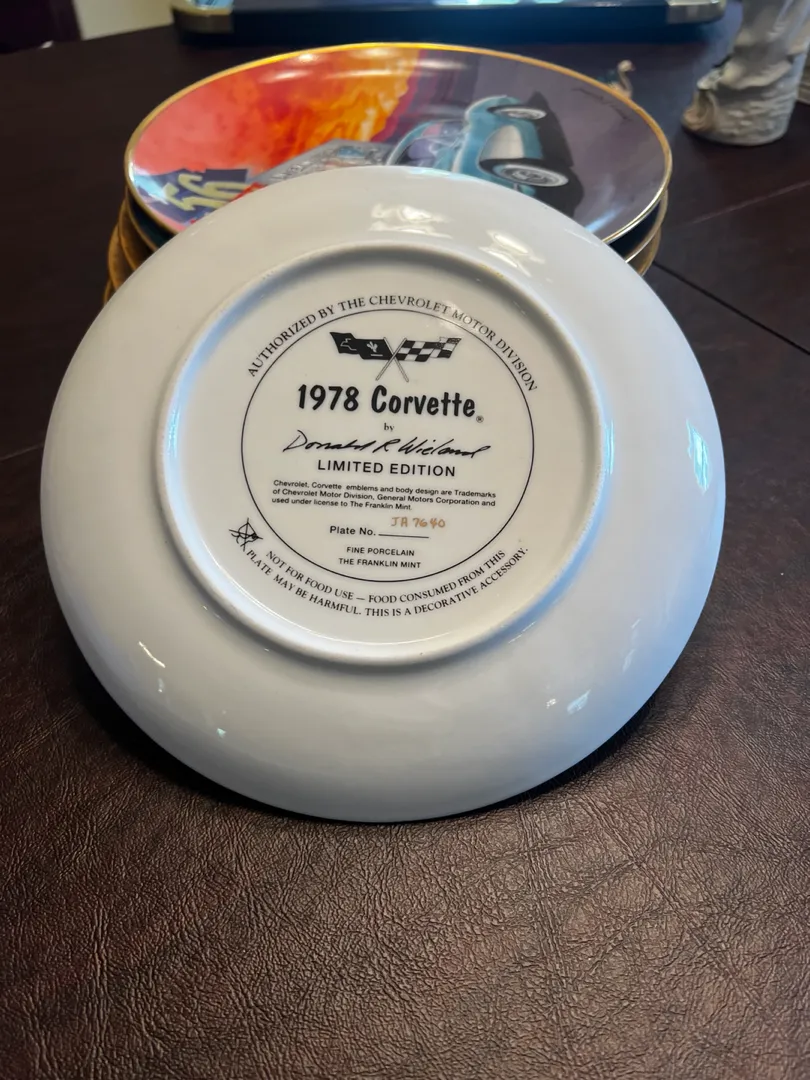 AUTHORIZED BY THE CHEVROLET MOTOR DIVISION
1978 Corvette®
by
Donald R Wieland
LIMITED EDITION
Chevrolet, Corvette emblems and body design are Trademarks
of Chevrolet Motor Division, General Motors Corporation and
used under license to The Franklin Mint.
Plate No. JA7640
FINE PORCELAIN
THE FRANKLIN MINT
NOT FOR FOOD USE — FOOD CONSUMED FROM THIS
PLATE MAY BE HARMFUL. THIS IS A DECORATIVE ACCESSORY.